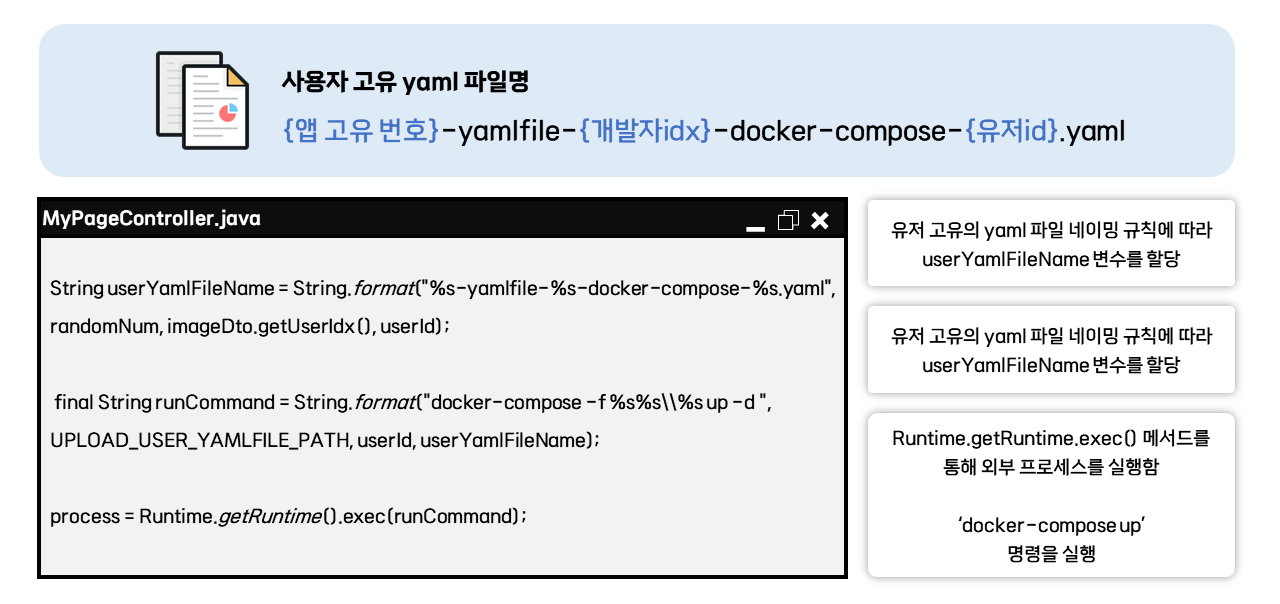 사용자 고유 yaml 파일명
{앱 고유 번호}-yamlfile-{개발자idx}-docker-compose-{유저id}.yaml
MyPageController.java
String userYamlFileName = String.format("%s-yamlfile-%s-docker-compose-%s.yaml",
randomNum, imageDto.getUserIdx(), userId);
final String runCommand = String.format("docker-compose -f %s%s\\%s up -d ",
UPLOAD_USER_YAMLFILE_PATH, userId, userYamlFileName);
process = Runtime.getRuntime().exec(runCommand);
유저 고유의 yaml 파일 네이밍 규칙에 따라
userYamlFileName 변수를 할당
유저 고유의 yaml 파일 네이밍 규칙에 따라
userYamlFileName 변수를 할당
Runtime.getRuntime.exec() 메서드를
통해 외부 프로세스를 실행함
‘docker-compose up’
명령을 실행